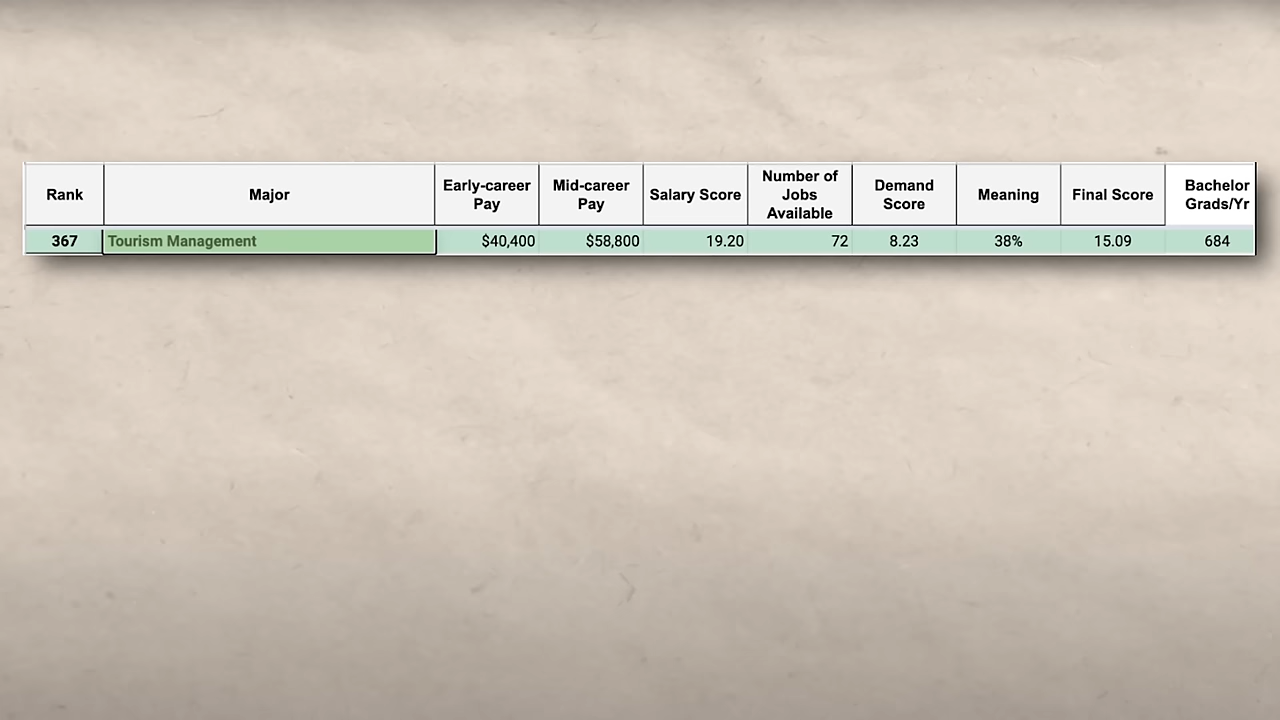 Rank Major Early-career Pay Mid-career Pay Salary Score Number of Jobs Available Demand Score Meaning Final Score Bachelor Grads/Yr
367 Tourism Management $40,400 $58,800 19.20 72 8.23 38% 15.09 684